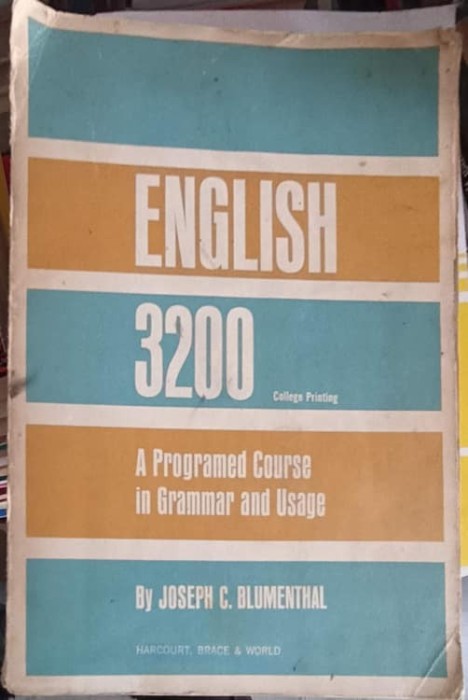 ENGLISH
3200
College Printing
A Programed Course
in Grammar and Usage
By JOSEPH C. BLUMENTHAL
HARCOURT, BRACE & WORLD